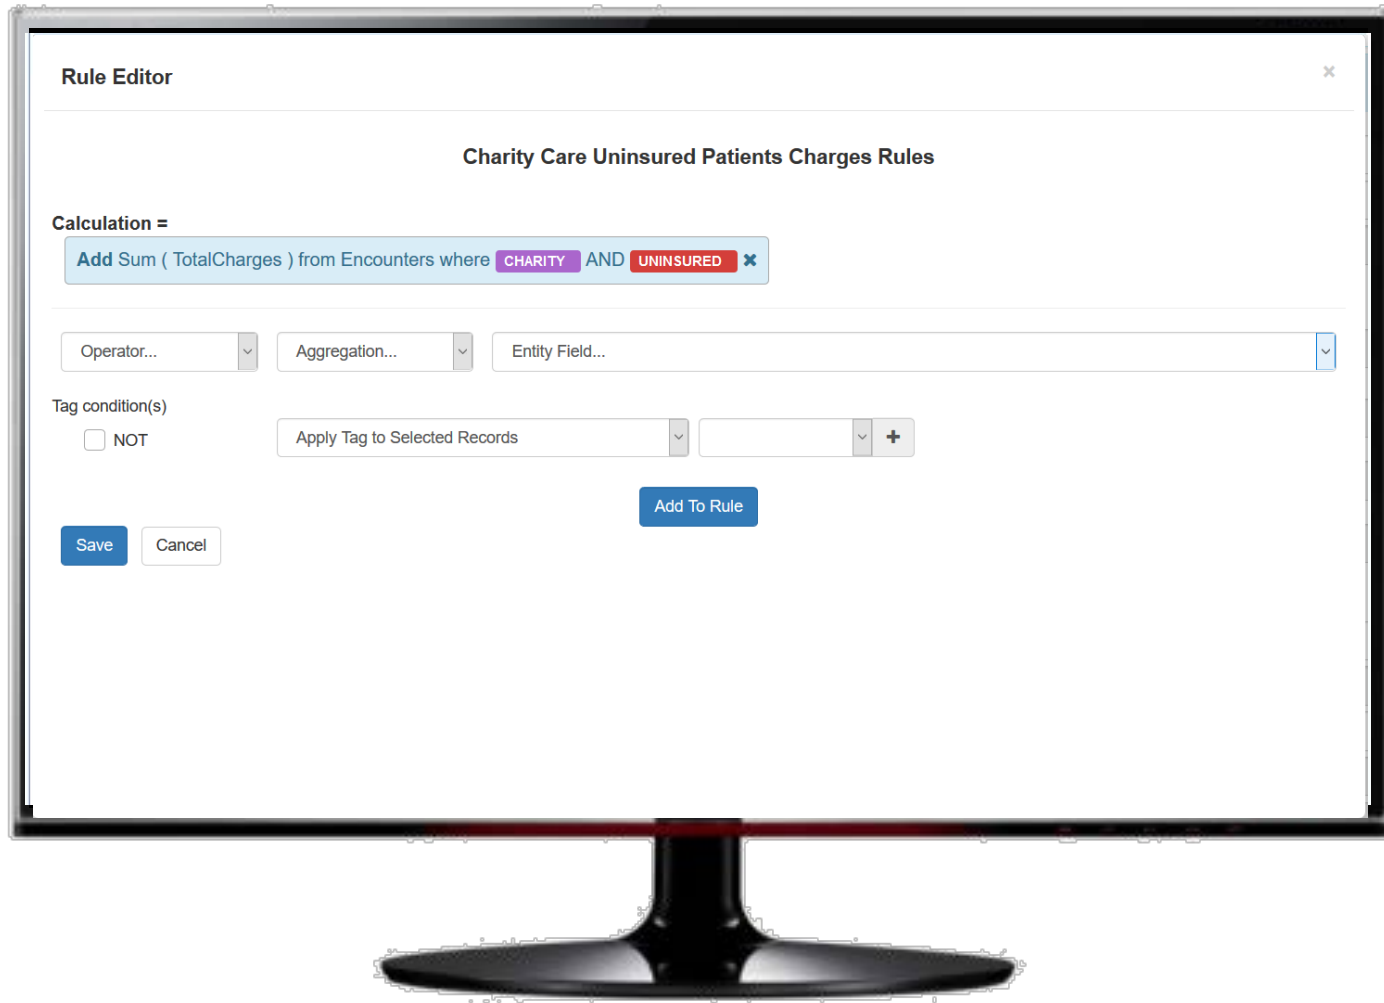 Rule Editor
×
Charity Care Uninsured Patients Charges Rules
Calculation =
Add Sum ( TotalCharges ) from Encounters where CHARITY AND UNINSURED ×
Operator... Aggregation... Entity Field...
Tag condition(s)
NOT Apply Tag to Selected Records +
Add To Rule
Save Cancel